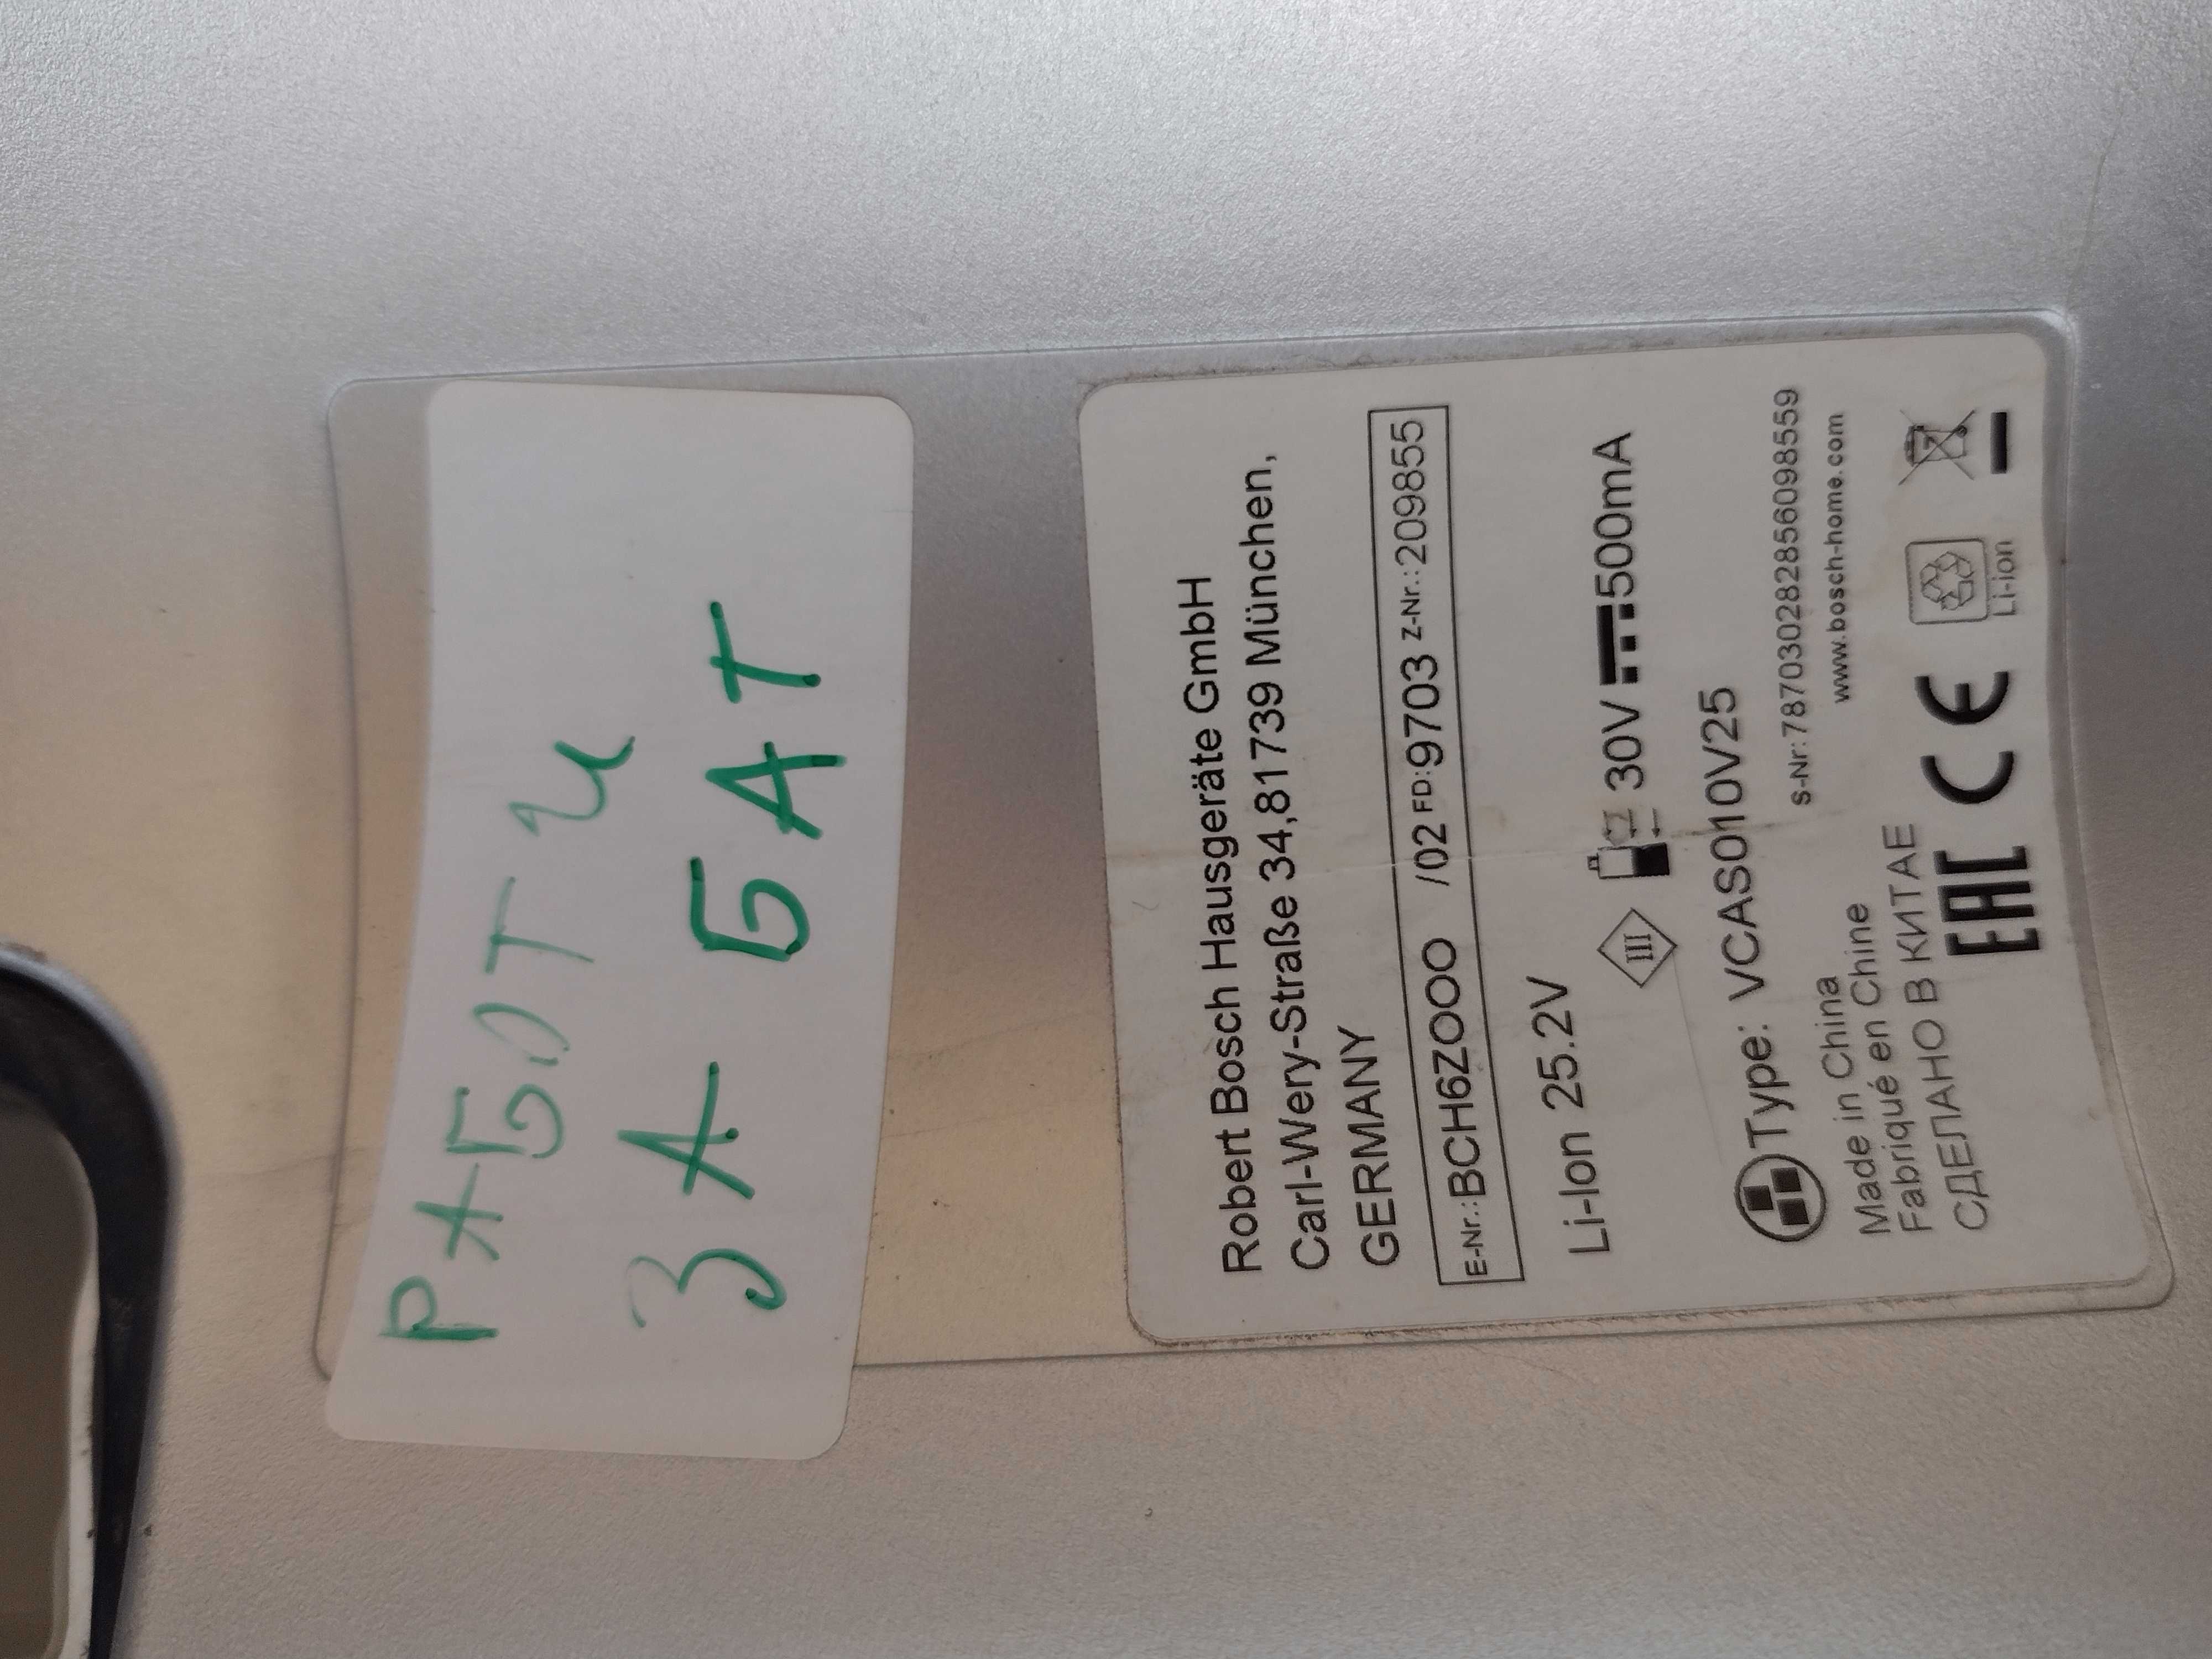 РАБОТИ
ЗА БАТ
Robert Bosch Hausgeräte GmbH
Carl-Wery-Straße 34,81739 München,
GERMANY
E-Nr.:BCH6ZOOO /02 FD:9703 Z-Nr.:209855
Li-Ion 25.2V
III 30V 500mA
Type: VCAS010V25
S-Nr:787030282856098559
www.bosch-home.com
Made in China
Fabriqué en Chine
СДЕЛАНО В КИТАЕ
EAC CE
Li-ion